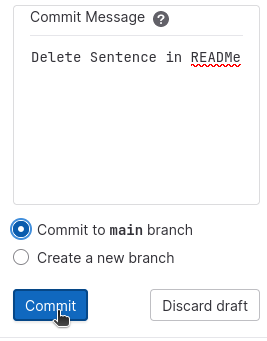 Commit Message ?
Delete Sentence in READMe
Commit to main branch
Create a new branch
Commit
Discard draft